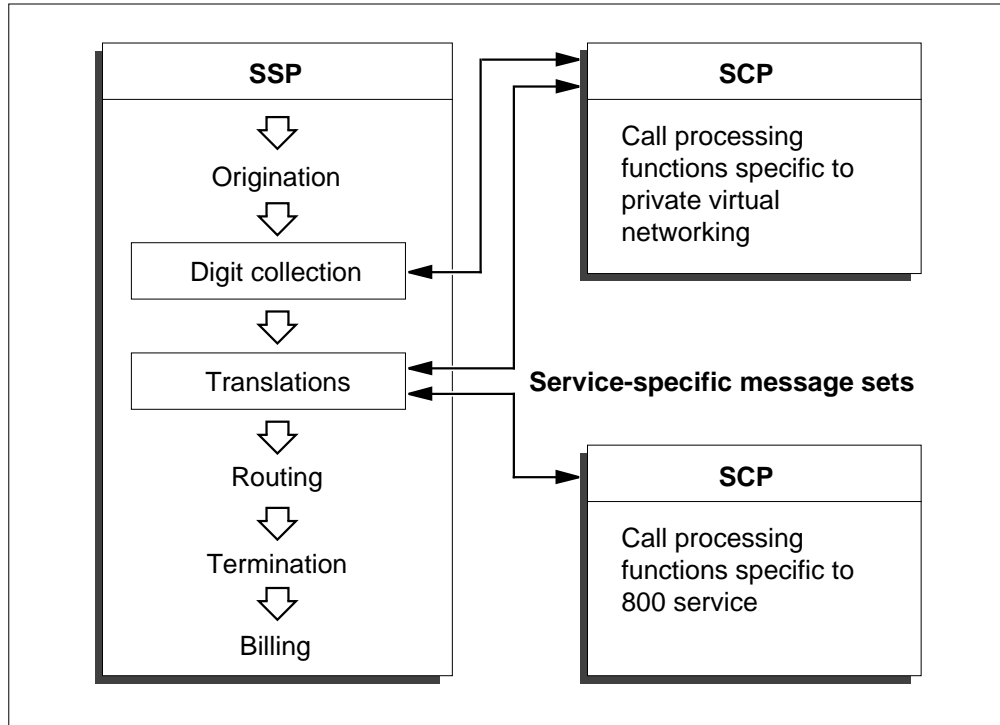 SSP
Origination
Digit collection
Translations
Routing
Termination
Billing
SCP
Call processing
functions specific to
private virtual
networking
Service-specific message sets
SCP
Call processing
functions specific to
800 service